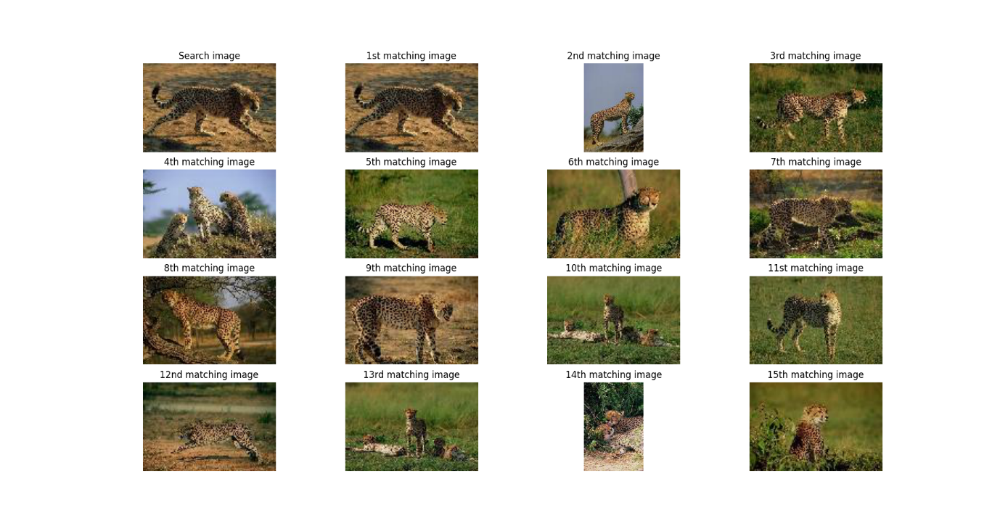 Search image
1st matching image
2nd matching image
3rd matching image
4th matching image
5th matching image
6th matching image
7th matching image
8th matching image
9th matching image
10th matching image
11st matching image
12nd matching image
13rd matching image
14th matching image
15th matching image